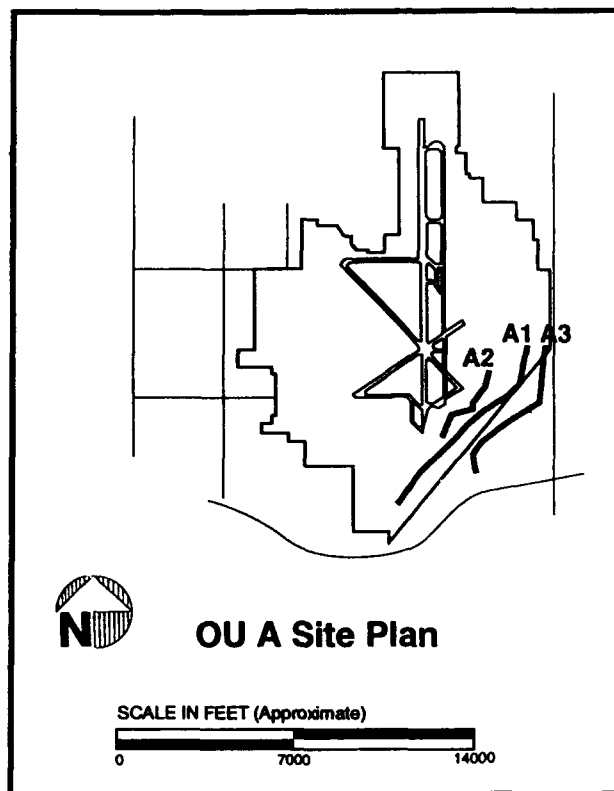 A1 A3
A2
N
OU A Site Plan
SCALE IN FEET (Approximate)
0 7000 14000